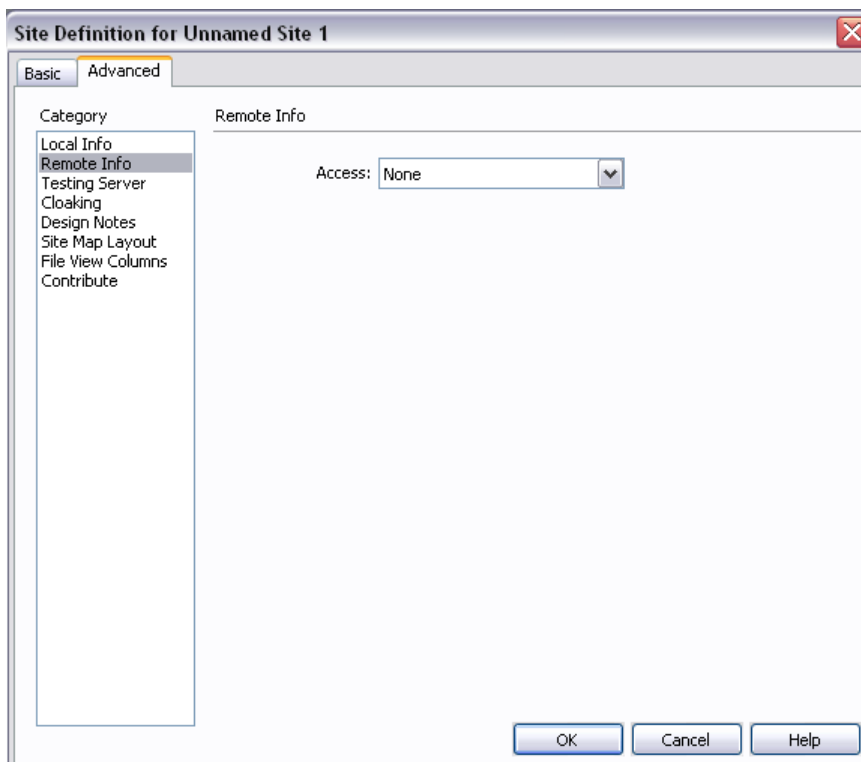 Site Definition for Unnamed Site 1
Basic
Advanced
Category
Local Info
Remote Info
Testing Server
Cloaking
Design Notes
Site Map Layout
File View Columns
Contribute
Remote Info
Access: None
OK
Cancel
Help